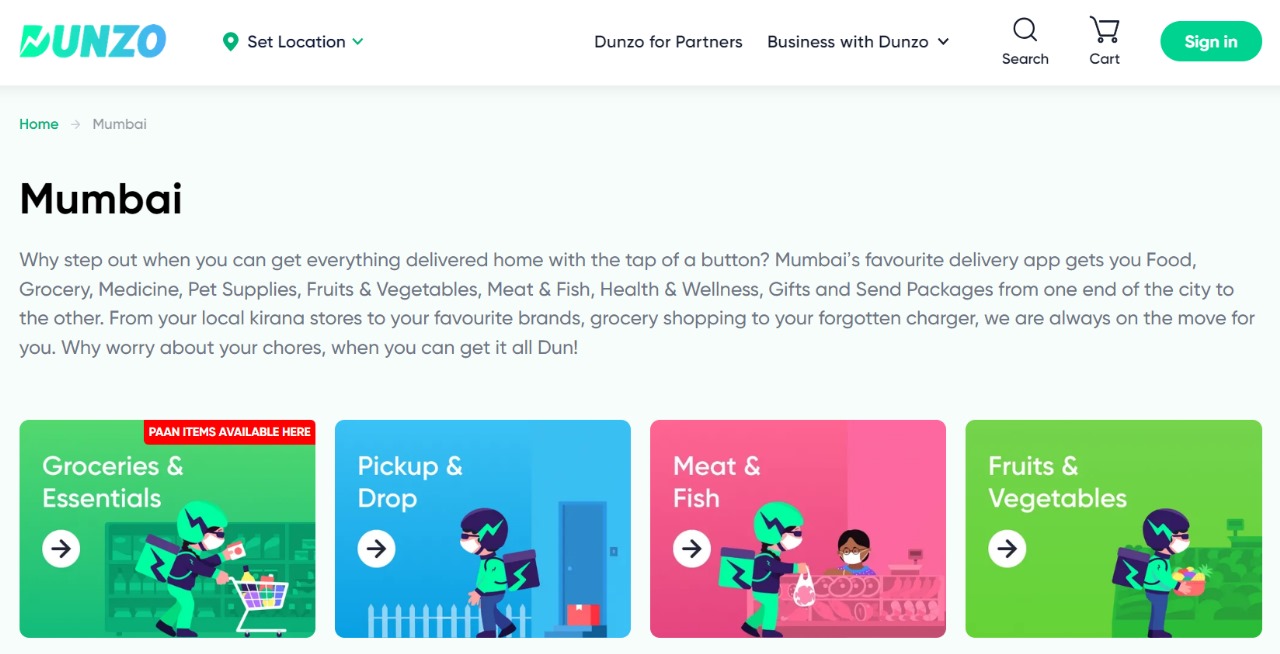 DUNZO
Set Location
Dunzo for Partners
Business with Dunzo
Search
Cart
Sign in
Home → Mumbai
Mumbai
Why step out when you can get everything delivered home with the tap of a button? Mumbai's favourite delivery app gets you Food,
Grocery, Medicine, Pet Supplies, Fruits & Vegetables, Meat & Fish, Health & Wellness, Gifts and Send Packages from one end of the city to
the other. From your local kirana stores to your favourite brands, grocery shopping to your forgotten charger, we are always on the move for
you. Why worry about your chores, when you can get it all Dun!
PAAN ITEMS AVAILABLE HERE
Groceries &
Essentials
Pickup &
Drop
Meat &
Fish
Fruits &
Vegetables